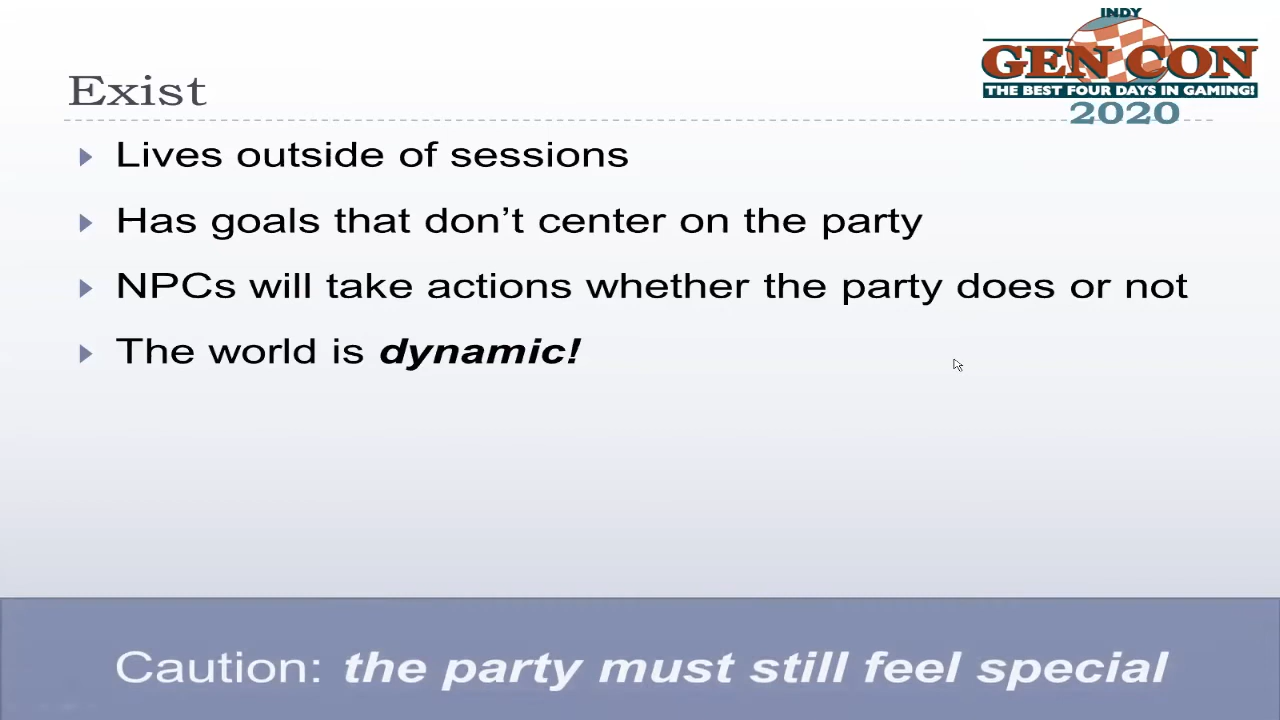 INDY
GEN CON
THE BEST FOUR DAYS IN GAMING!
2020
Exist
Lives outside of sessions
Has goals that don’t center on the party
NPCs will take actions whether the party does or not
The world is dynamic!
Caution: the party must still feel special